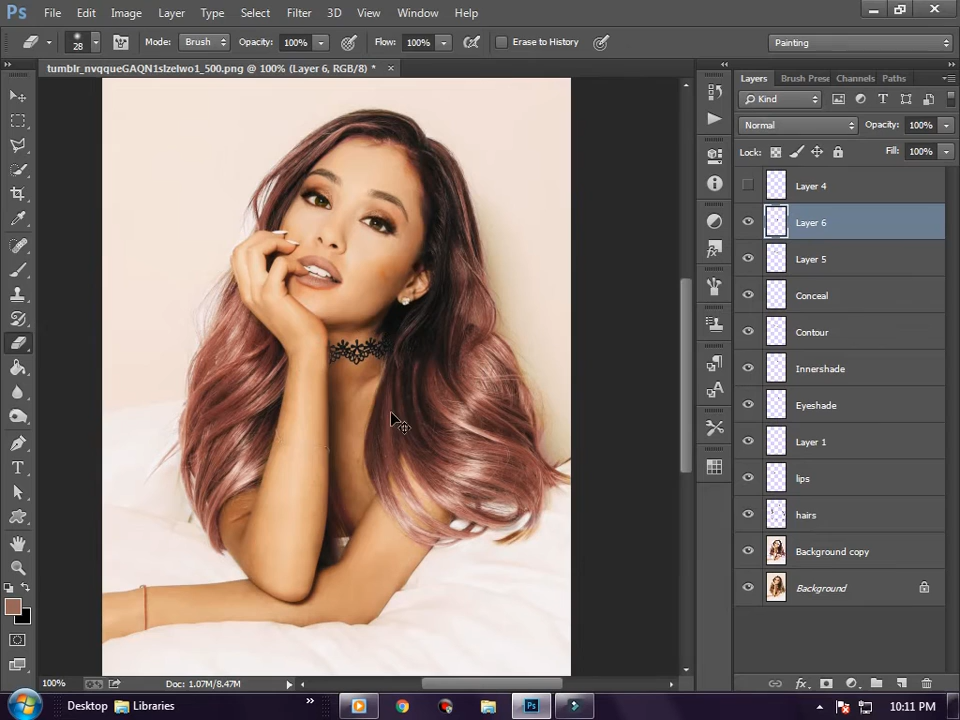 Ps File Edit Image Layer Type Select Filter 3D View Window Help
28 Mode: Brush Opacity: 100% Flow: 100% Erase to History Painting
tumblr_nvqqueGAQN1slzelwo1_500.png @ 100% (Layer 6, RGB/8) * ×
Layers Brush Prese Channels Paths
Kind
Normal Opacity: 100%
Lock: Fill: 100%
Layer 4
Layer 6
Layer 5
Conceal
Contour
Innershade
Eyeshade
Layer 1
lips
hairs
Background copy
Background
100% Doc: 1.07M/8.47M
Desktop Libraries » Ps 10:11 PM